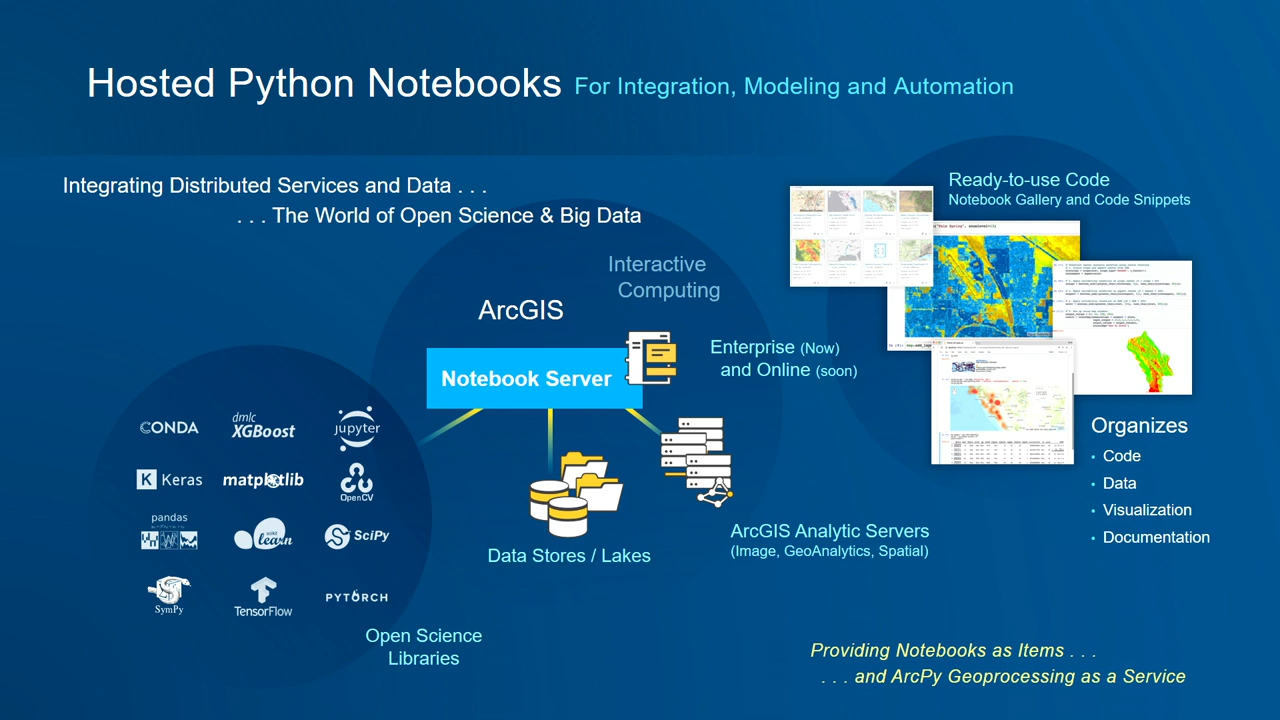 Hosted Python Notebooks For Integration, Modeling and Automation
Integrating Distributed Services and Data . . .
. . . The World of Open Science & Big Data
Ready-to-use Code
Notebook Gallery and Code Snippets
Interactive
Computing
ArcGIS
Notebook Server
Enterprise (Now)
and Online (soon)
CONDA
dmlc
XGBoost
jupyter
K Keras
matplotlib
OpenCV
pandas
scikit
learn
SciPy
SymPy
TensorFlow
PYTORCH
Open Science
Libraries
Data Stores / Lakes
ArcGIS Analytic Servers
(Image, GeoAnalytics, Spatial)
Organizes
• Code
• Data
• Visualization
• Documentation
Providing Notebooks as Items . . .
. . . and ArcPy Geoprocessing as a Service